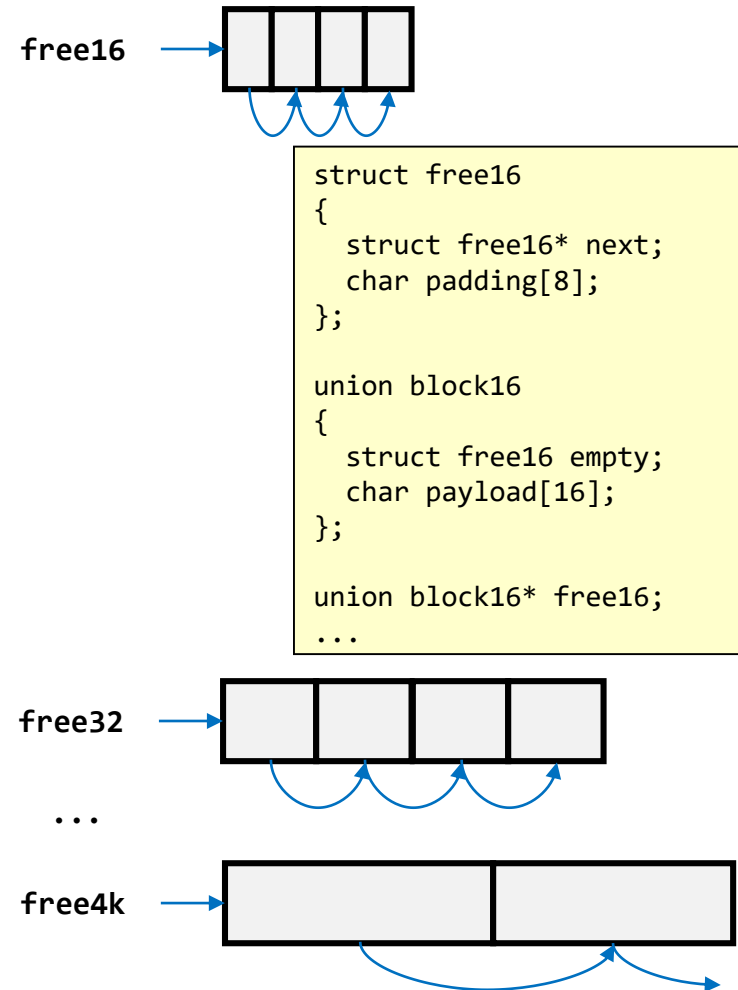 free16
struct free16
{
  struct free16* next;
  char padding[8];
};

union block16
{
  struct free16 empty;
  char payload[16];
};

union block16* free16;
...
free32
...
free4k